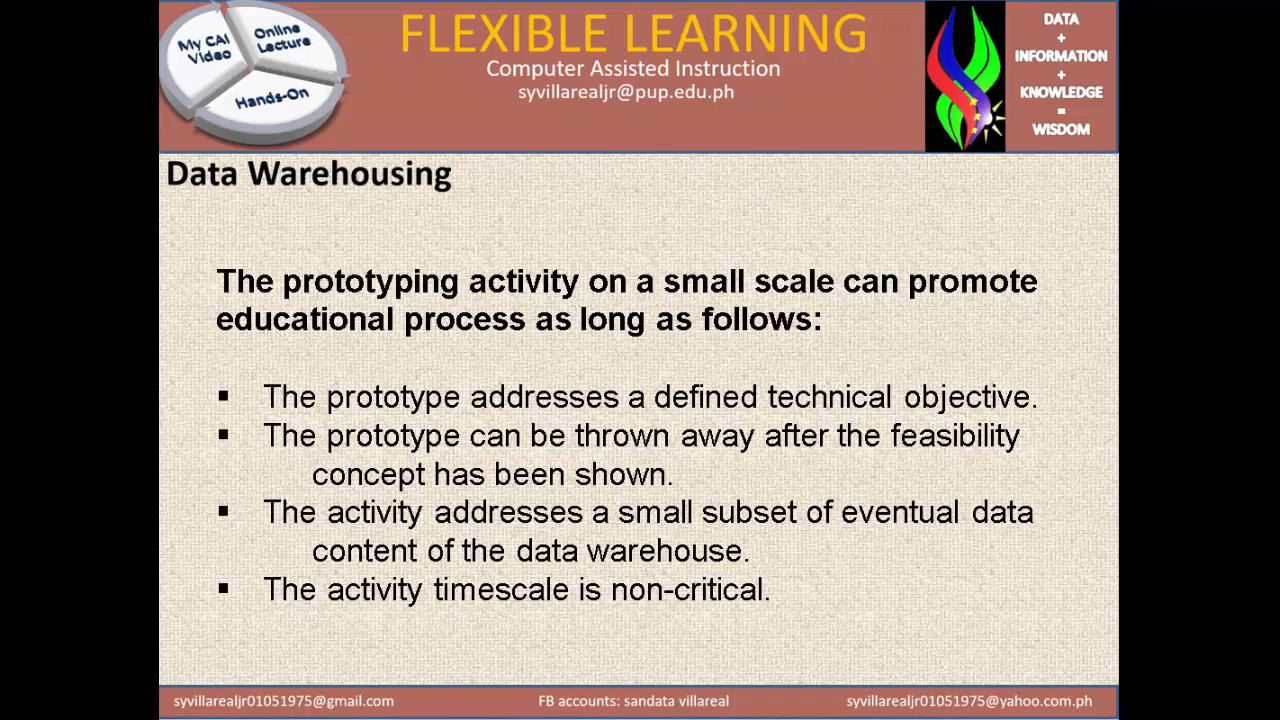 My CAI
Video
Online
Lecture
Hands-On
FLEXIBLE LEARNING
Computer Assisted Instruction
syvillarealjr@pup.edu.ph
DATA
+
INFORMATION
+
KNOWLEDGE
=
WISDOM
Data Warehousing
The prototyping activity on a small scale can promote
educational process as long as follows:
▪ The prototype addresses a defined technical objective.
▪ The prototype can be thrown away after the feasibility
concept has been shown.
▪ The activity addresses a small subset of eventual data
content of the data warehouse.
▪ The activity timescale is non-critical.
syvillarealjr01051975@gmail.com
FB accounts: sandata villareal
syvillarealjr01051975@yahoo.com.ph